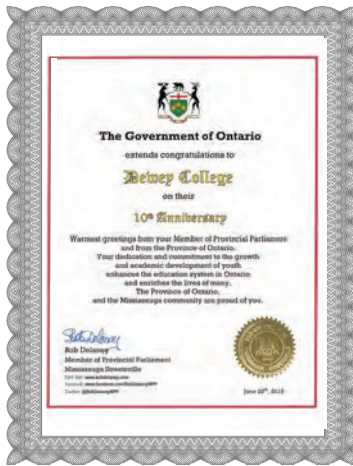 The Government of Ontario
extends congratulations to
Dewey College
on their
10th Anniversary
Warmest greetings from your Member of Provincial Parliament
and from the Province of Ontario.
Your dedication and commitment to the growth
and academic development of youth
enhances the education system in Ontario
and enriches the lives of many.
The Province of Ontario,
and the Mississauga community are proud of you.
Bob Delaney
Member of Provincial Parliament
Mississauga Streetsville
June 20th, 2015